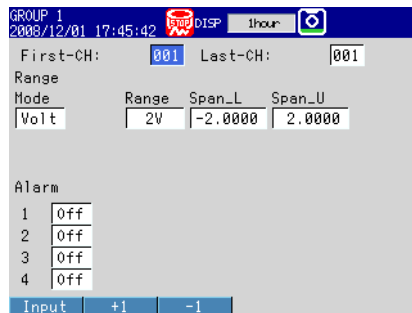 GROUP 1
2008/12/01 17:45:42 STOP DISP 1hour
First-CH: 001 Last-CH: 001
Range
Mode Range Span_L Span_U
Volt 2V -2.0000 2.0000
Alarm
1 Off
2 Off
3 Off
4 Off
Input +1 -1